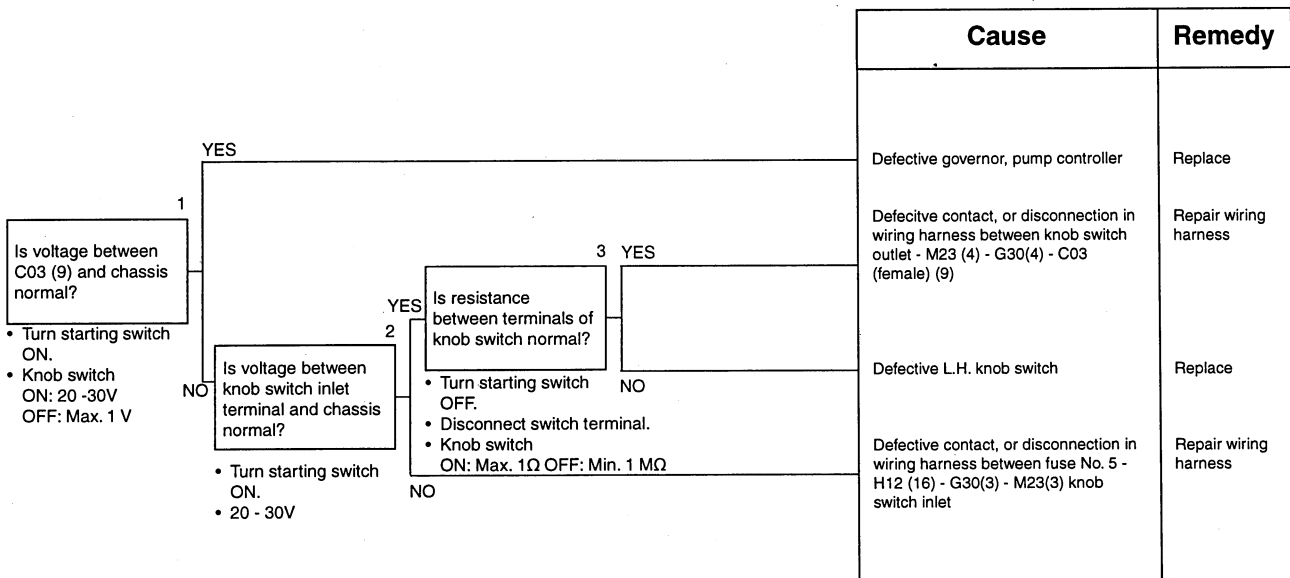 Cause
Remedy
YES
Defective governor, pump controller
Replace
1
Is voltage between
C03 (9) and chassis
normal?
• Turn starting switch
ON.
• Knob switch
ON: 20 -30V
OFF: Max. 1 V
NO
2
Is voltage between
knob switch inlet
terminal and chassis
normal?
• Turn starting switch
ON.
• 20 - 30V
YES
3
Is resistance
between terminals of
knob switch normal?
• Turn starting switch
OFF.
• Disconnect switch terminal.
• Knob switch
ON: Max. 1Ω OFF: Min. 1 MΩ
YES
Defecitve contact, or disconnection in
wiring harness between knob switch
outlet - M23 (4) - G30(4) - C03
(female) (9)
Repair wiring
harness
NO
Defective L.H. knob switch
Replace
NO
Defective contact, or disconnection in
wiring harness between fuse No. 5 -
H12 (16) - G30(3) - M23(3) knob
switch inlet
Repair wiring
harness